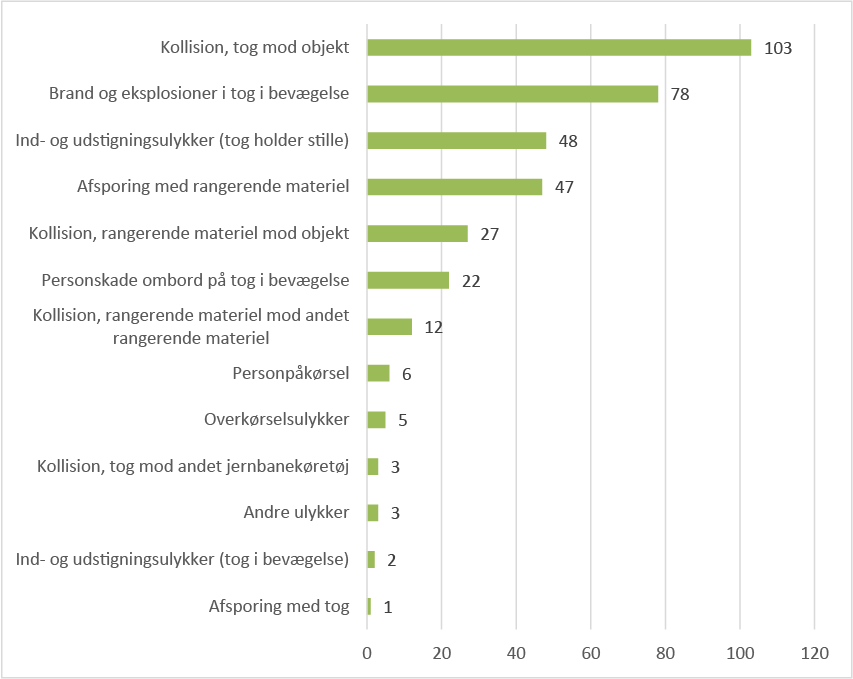 Kollision, tog mod objekt 103
Brand og eksplosioner i tog i bevægelse 78
Ind- og udstigningsulykker (tog holder stille) 48
Afsporing med rangerende materiel 47
Kollision, rangerende materiel mod objekt 27
Personskade ombord på tog i bevægelse 22
Kollision, rangerende materiel mod andet
rangerende materiel 12
Personpåkørsel 6
Overkørselsulykker 5
Kollision, tog mod andet jernbanekøretøj 3
Andre ulykker 3
Ind- og udstigningsulykker (tog i bevægelse) 2
Afsporing med tog 1
0 20 40 60 80 100 120